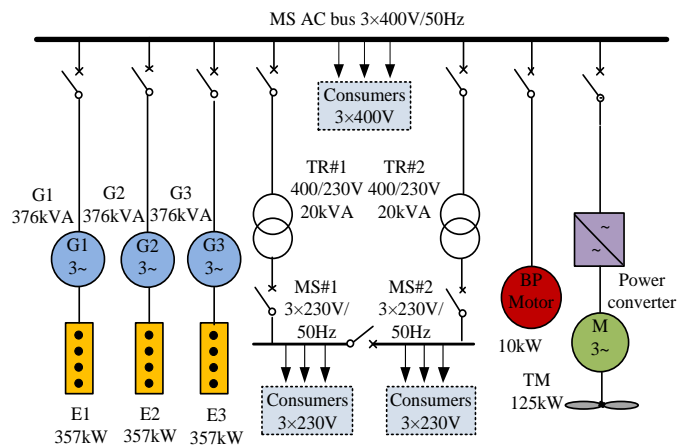 MS AC bus 3×400V/50Hz
Consumers
3×400V
TR#1
400/230V
20kVA
TR#2
400/230V
20kVA
G1
376kVA
G2
376kVA
G3
376kVA
G1
3~
G2
3~
G3
3~
MS#1
3×230V/
50Hz
MS#2
3×230V/
50Hz
~
~
Power
converter
BP
Motor
10kW
M
3~
TM
125kW
Consumers
3×230V
Consumers
3×230V
E1
357kW
E2
357kW
E3
357kW